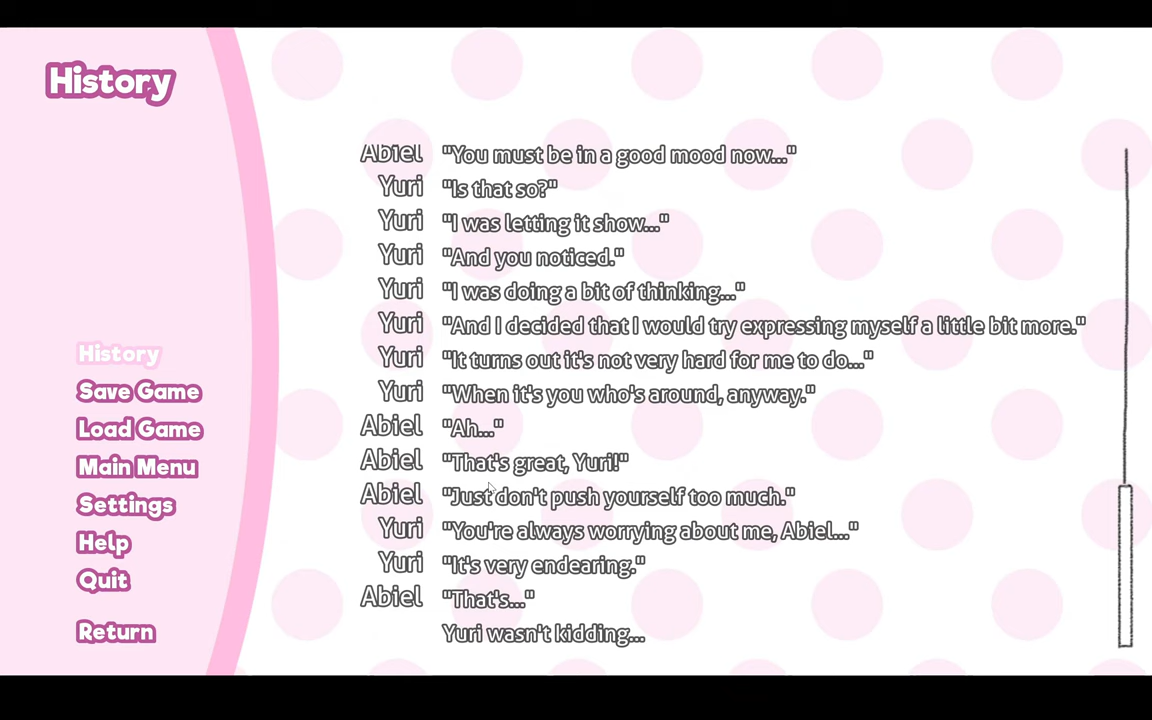 History
Abiel "You must be in a good mood now..."
Yuri "Is that so?"
Yuri "I was letting it show..."
Yuri "And you noticed."
Yuri "I was doing a bit of thinking..."
Yuri "And I decided that I would try expressing myself a little bit more."
Yuri "It turns out it's not very hard for me to do..."
Yuri "When it's you who's around, anyway."
Abiel "Ah..."
Abiel "That's great, Yuri!"
Abiel "Just don't push yourself too much."
Yuri "You're always worrying about me, Abiel..."
Yuri "It's very endearing."
Abiel "That's..."
Yuri wasn't kidding...
History
Save Game
Load Game
Main Menu
Settings
Help
Quit
Return